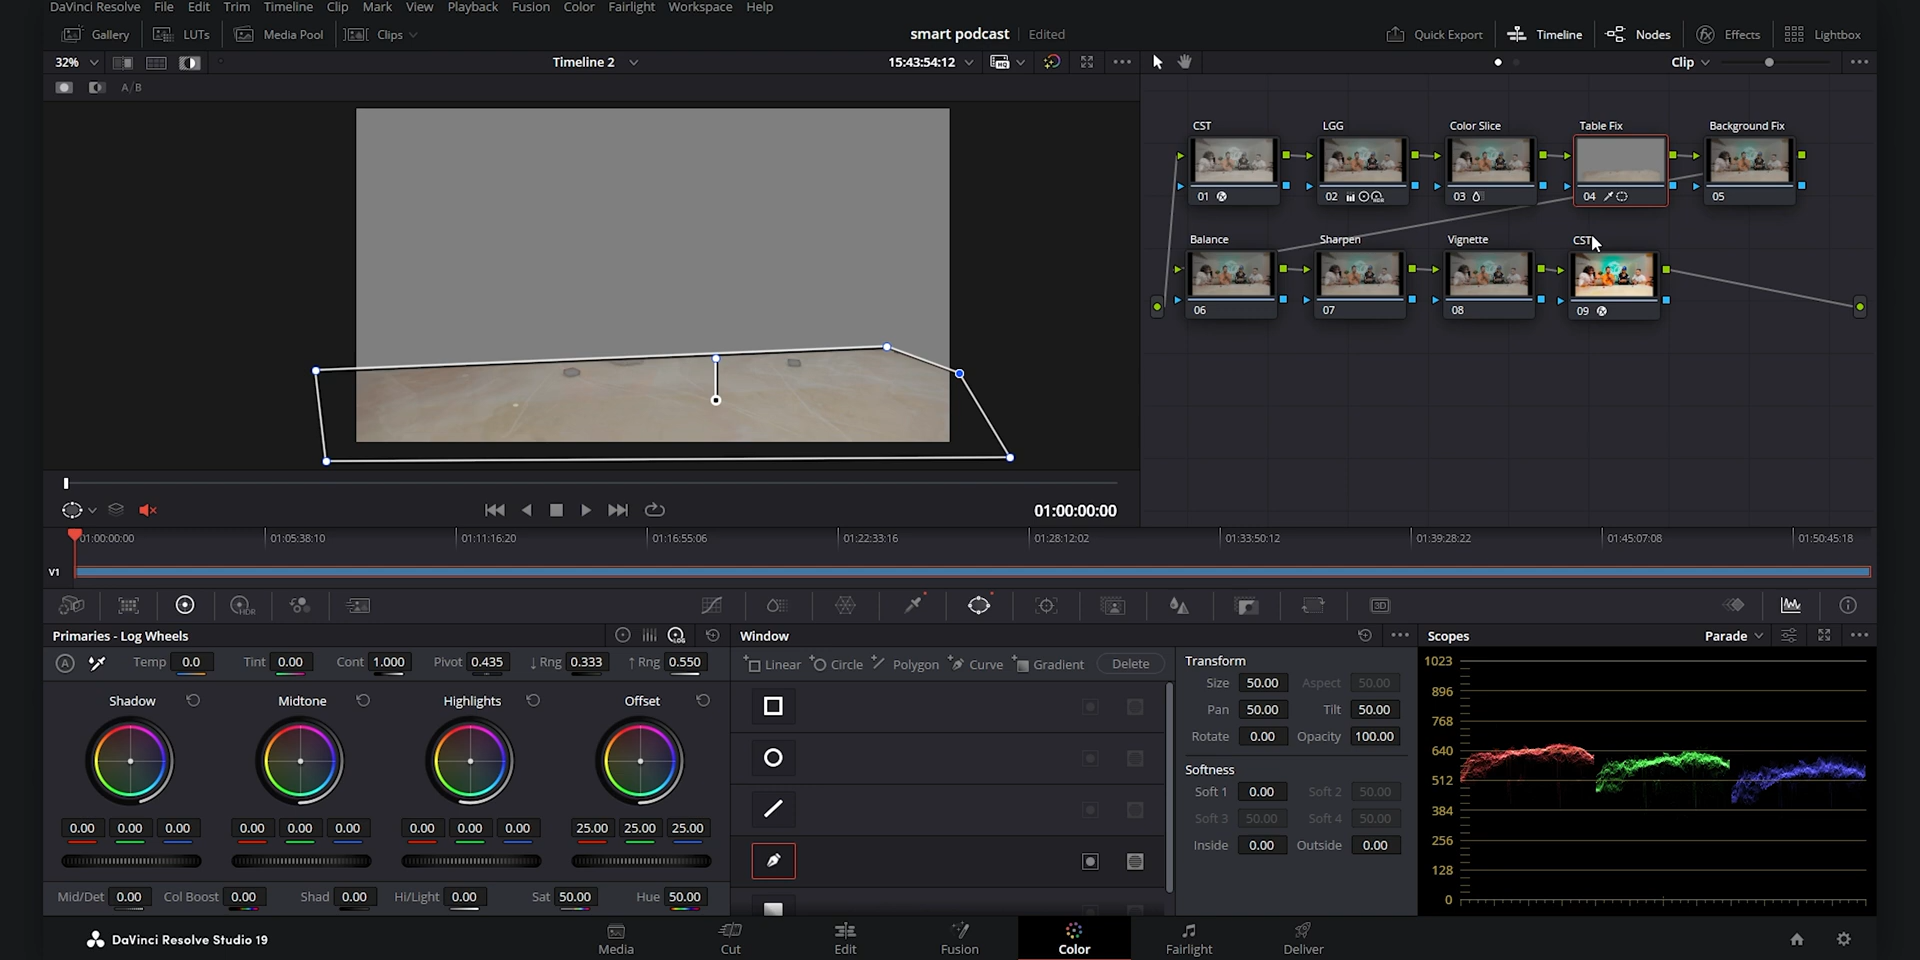 DaVinci Resolve File Edit Trim Timeline Clip Mark View Playback Fusion Color Fairlight Workspace Help
Gallery LUTs Media Pool Clips smart podcast Edited Quick Export Timeline Nodes Effects Lightbox
32% Timeline 2 15:43:54:12 HQ Clip
A/B
CST LGG Color Slice Table Fix Background Fix
01 02 HDR 03 04 05
Balance Sharpen Vignette CST
06 07 08 09
01:00:00:00
01:00:00:00 01:05:38:10 01:11:16:20 01:16:55:06 01:22:33:16 01:28:12:02 01:33:50:12 01:39:28:22 01:45:07:08 01:50:45:18
V1
HDR 3D
Primaries - Log Wheels LOG Window Scopes Parade
A Temp 0.0 Tint 0.00 Cont 1.000 Pivot 0.435 ↓ Rng 0.333 ↑ Rng 0.550
Linear Circle Polygon Curve Gradient Delete
Shadow Midtone Highlights Offset
0.00 0.00 0.00 0.00 0.00 0.00 0.00 0.00 0.00 25.00 25.00 25.00
Mid/Det 0.00 Col Boost 0.00 Shad 0.00 Hi/Light 0.00 Sat 50.00 Hue 50.00
Transform
Size 50.00 Aspect 50.00
Pan 50.00 Tilt 50.00
Rotate 0.00 Opacity 100.00
Softness
Soft 1 0.00 Soft 2 50.00
Soft 3 50.00 Soft 4 50.00
Inside 0.00 Outside 0.00
1023
896
768
640
512
384
256
128
0
DaVinci Resolve Studio 19
Media Cut Edit Fusion Color Fairlight Deliver